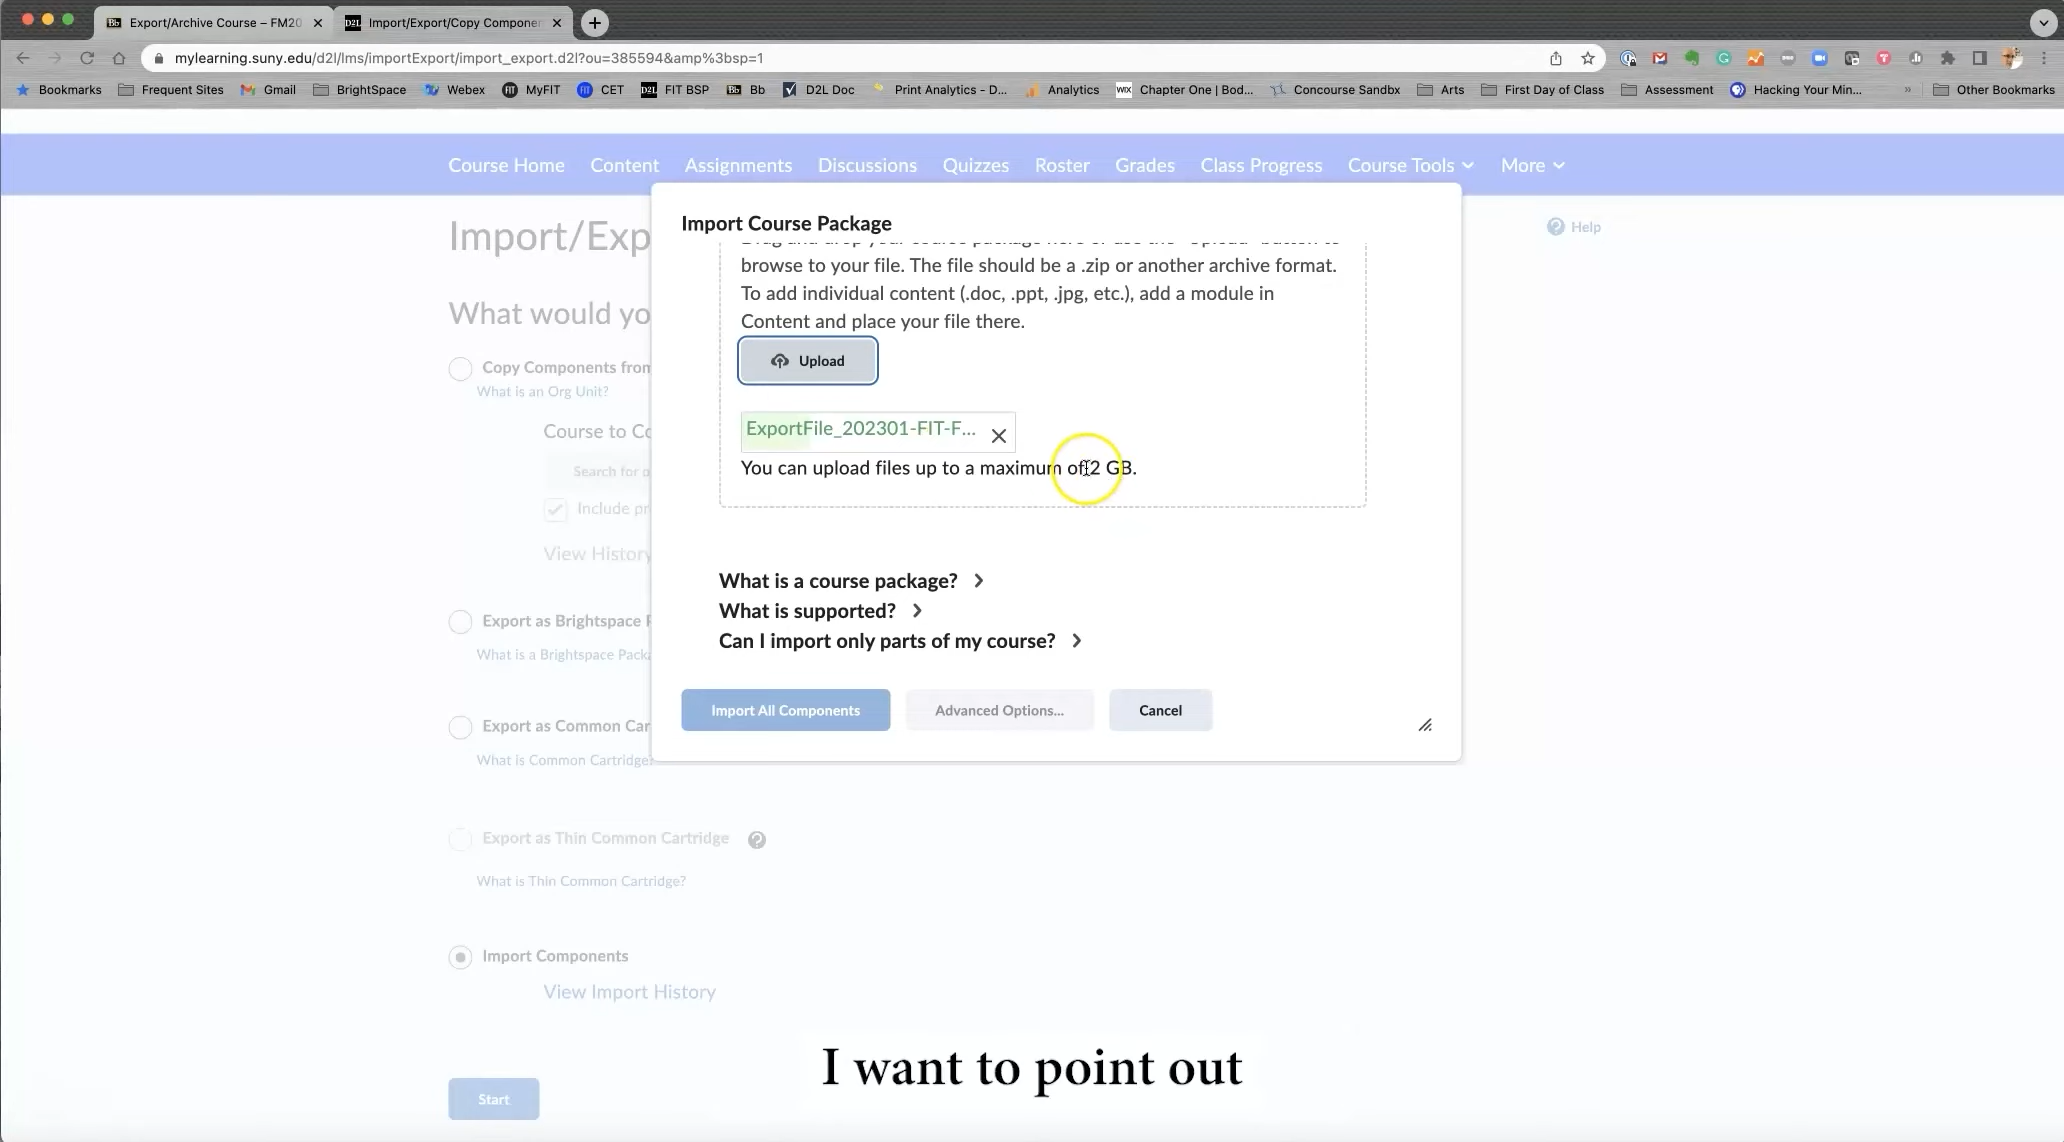 Export/Archive Course – FM20
Import/Export/Copy Componen
mylearning.suny.edu/d2l/lms/importExport/import_export.d2l?ou=385594&amp%3bsp=1
Bookmarks Frequent Sites Gmail BrightSpace Webex MyFIT CET FIT BSP Bb D2L Doc Print Analytics - D... Analytics Chapter One | Bod... Concourse Sandbx Arts First Day of Class Assessment Hacking Your Min... » Other Bookmarks
Course Home Content Assignments Discussions Quizzes Roster Grades Class Progress Course Tools More
Import/Exp
Help
What would yo
Copy Components from
What is an Org Unit?
Course to Co
Search for o
Include pr
View History
Export as Brightspace P
What is a Brightspace Packa
Export as Common Car
What is Common Cartridge?
Export as Thin Common Cartridge
What is Thin Common Cartridge?
Import Components
View Import History
Start
Import Course Package
Drag and drop your course package here or use the "Upload" button to
browse to your file. The file should be a .zip or another archive format.
To add individual content (.doc, .ppt, .jpg, etc.), add a module in
Content and place your file there.
Upload
ExportFile_202301-FIT-F...
You can upload files up to a maximum of 2 GB.
What is a course package?
What is supported?
Can I import only parts of my course?
Import All Components Advanced Options... Cancel
I want to point out